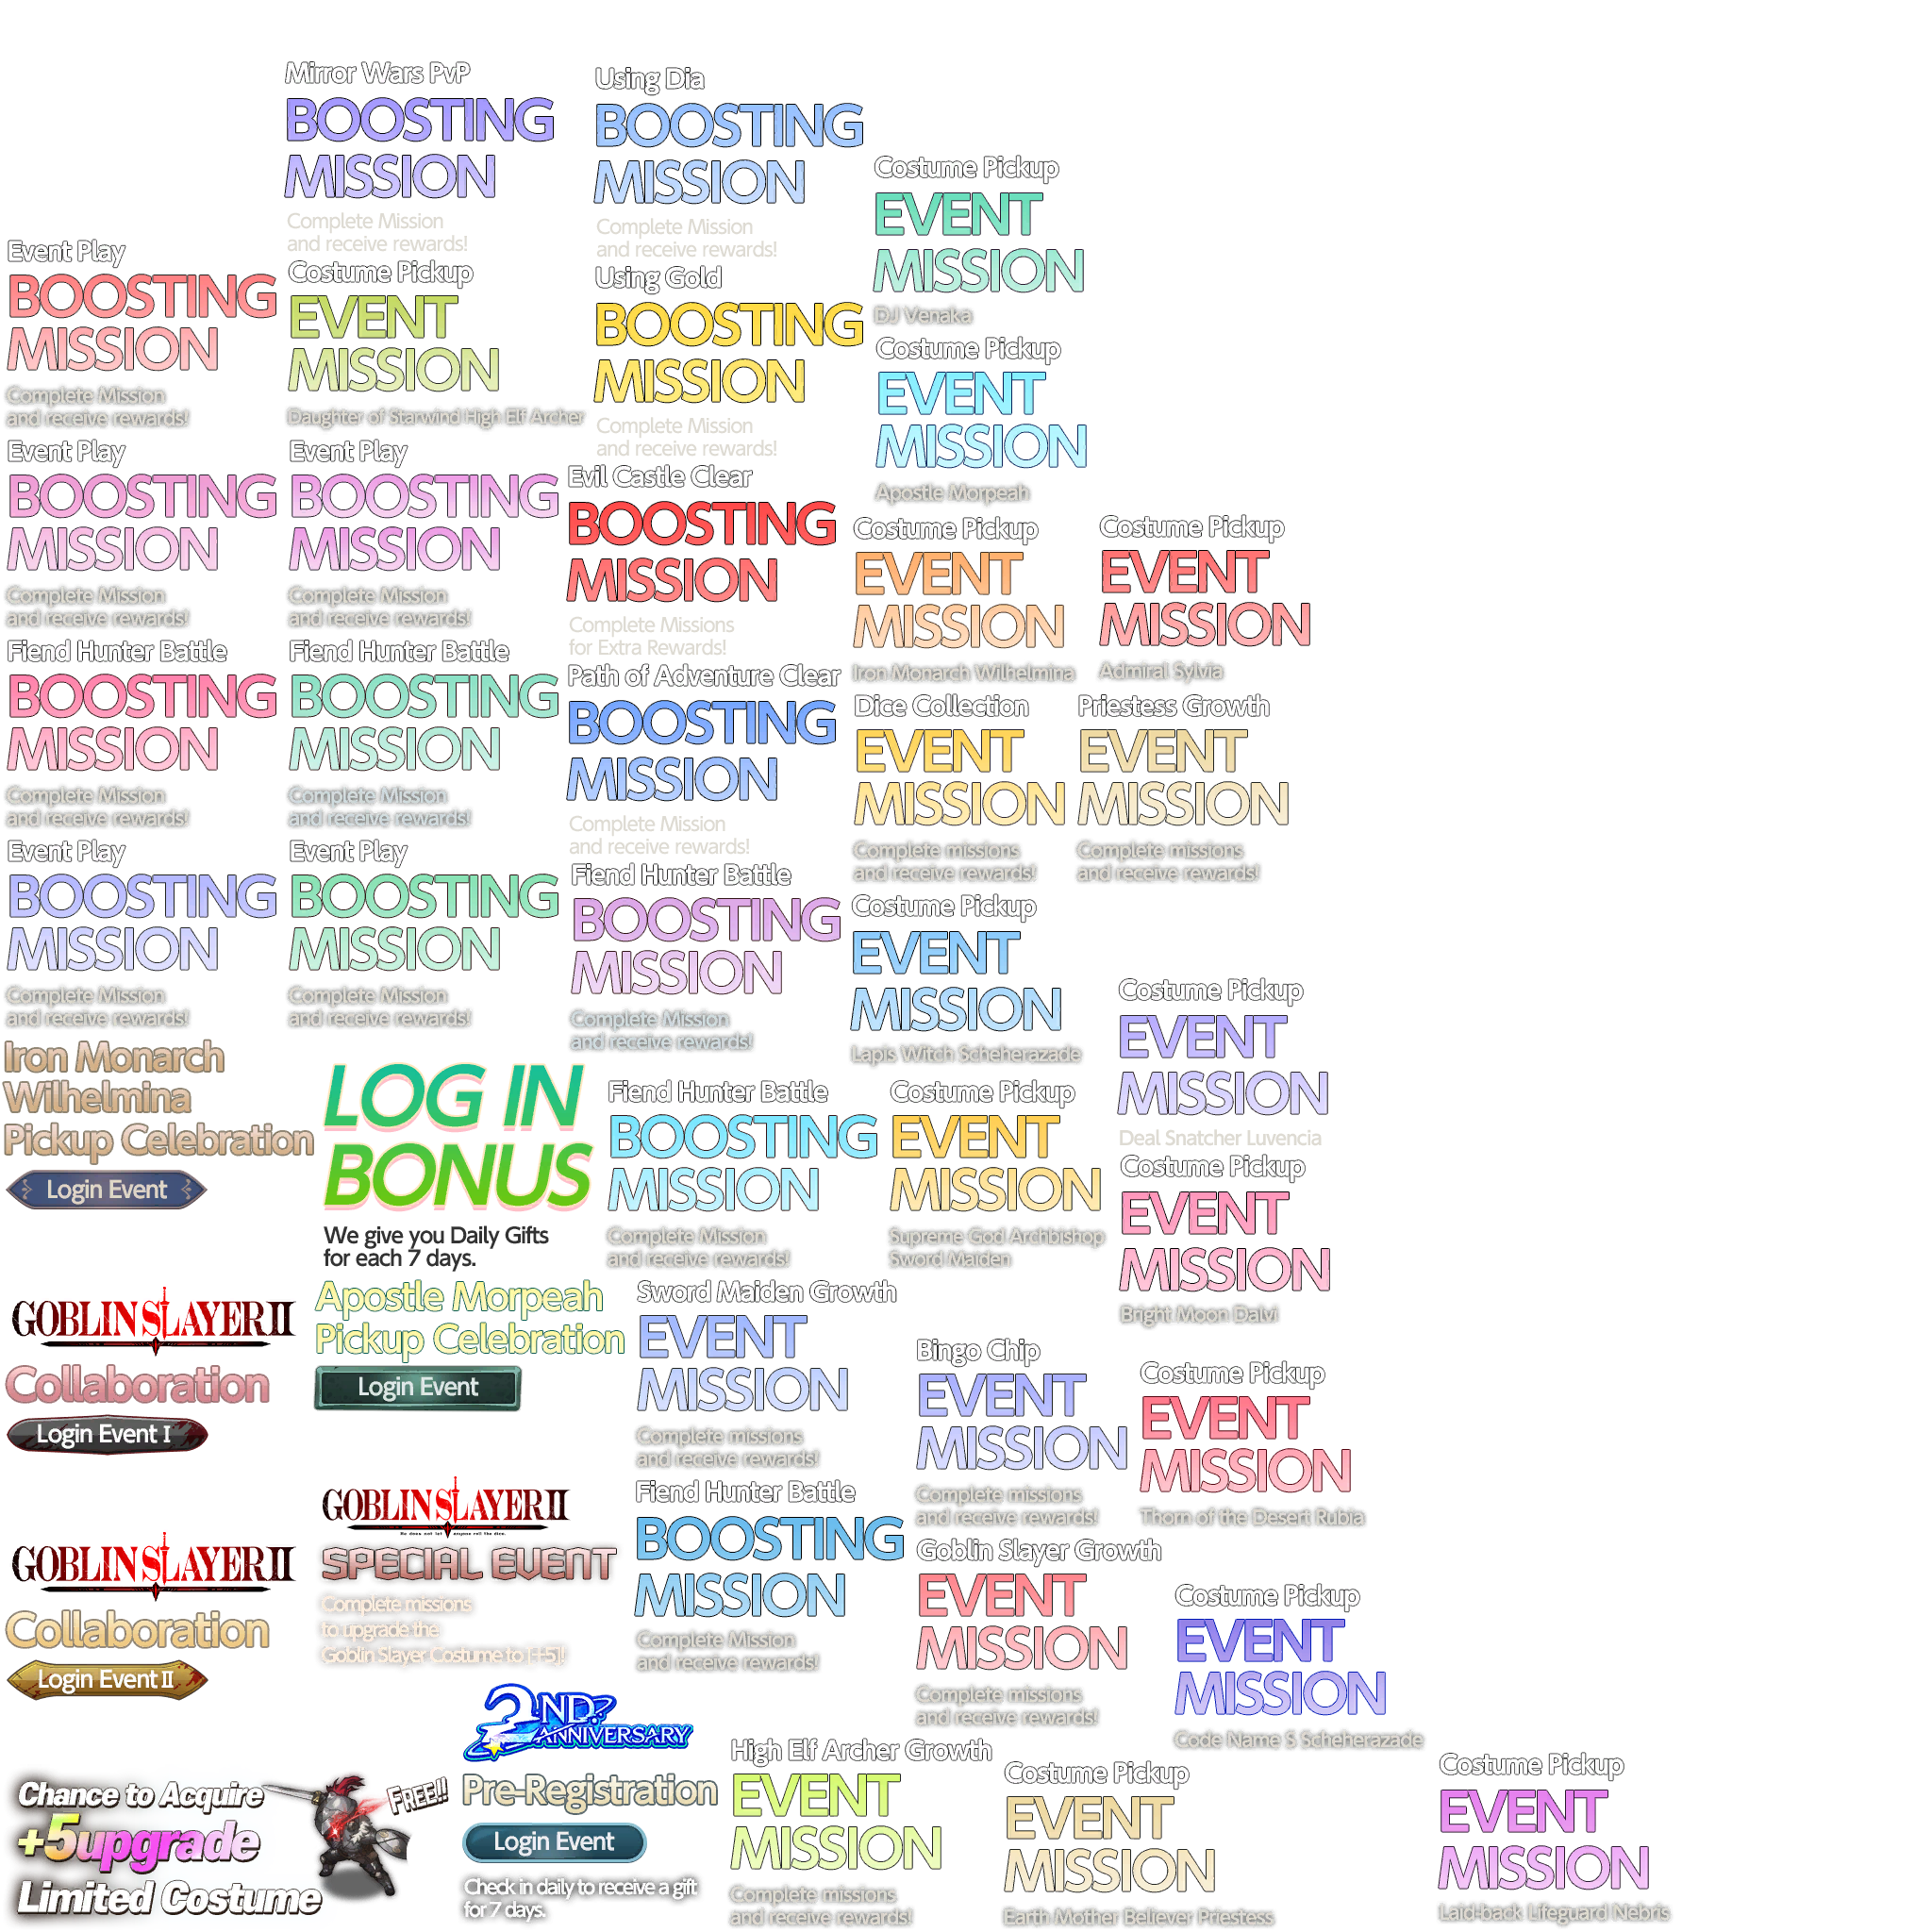 Mirror Wars PvP
BOOSTING
MISSION
Complete Mission
and receive rewards!
Using Dia
BOOSTING
MISSION
Complete Mission
and receive rewards!
Costume Pickup
EVENT
MISSION
DJ Venaka
Event Play
BOOSTING
MISSION
Complete Mission
and receive rewards!
Costume Pickup
EVENT
MISSION
Daughter of Starwind High Elf Archer
Using Gold
BOOSTING
MISSION
Complete Mission
and receive rewards!
Costume Pickup
EVENT
MISSION
Apostle Morpeah
Event Play
BOOSTING
MISSION
Complete Mission
and receive rewards!
Event Play
BOOSTING
MISSION
Complete Mission
and receive rewards!
Evil Castle Clear
BOOSTING
MISSION
Complete Missions
for Extra Rewards!
Costume Pickup
EVENT
MISSION
Iron Monarch Wilhelmina
Costume Pickup
EVENT
MISSION
Admiral Sylvia
Fiend Hunter Battle
BOOSTING
MISSION
Complete Mission
and receive rewards!
Fiend Hunter Battle
BOOSTING
MISSION
Complete Mission
and receive rewards!
Path of Adventure Clear
BOOSTING
MISSION
Complete Mission
and receive rewards!
Dice Collection
EVENT
MISSION
Complete missions
and receive rewards!
Priestess Growth
EVENT
MISSION
Complete missions
and receive rewards!
Event Play
BOOSTING
MISSION
Complete Mission
and receive rewards!
Event Play
BOOSTING
MISSION
Complete Mission
and receive rewards!
Fiend Hunter Battle
BOOSTING
MISSION
Complete Mission
and receive rewards!
Costume Pickup
EVENT
MISSION
Lapis Witch Scheherazade
Costume Pickup
EVENT
MISSION
Deal Snatcher Luvencia
Iron Monarch
Wilhelmina
Pickup Celebration
Login Event
LOG IN
BONUS
We give you Daily Gifts
for each 7 days.
Fiend Hunter Battle
BOOSTING
MISSION
Complete Mission
and receive rewards!
Costume Pickup
EVENT
MISSION
Supreme God Archbishop
Sword Maiden
Costume Pickup
EVENT
MISSION
Bright Moon Dalvi
GOBLIN SLAYER II
Collaboration
Login Event I
Apostle Morpeah
Pickup Celebration
Login Event
Sword Maiden Growth
EVENT
MISSION
Complete missions
and receive rewards!
Bingo Chip
EVENT
MISSION
Complete missions
and receive rewards!
Costume Pickup
EVENT
MISSION
Thorn of the Desert Rubia
GOBLIN SLAYER II
Collaboration
Login Event II
GOBLIN SLAYER II
He does not let anyone roll the dice.
SPECIAL EVENT
Complete missions
to upgrade the
Goblin Slayer Costume to [+5]!
Fiend Hunter Battle
BOOSTING
MISSION
Complete Mission
and receive rewards!
Goblin Slayer Growth
EVENT
MISSION
Complete missions
and receive rewards!
Costume Pickup
EVENT
MISSION
Code Name S Scheherazade
Chance to Acquire
+5upgrade
Limited Costume
FREE!!
2ND
ANNIVERSARY
Pre-Registration
Login Event
Check in daily to receive a gift
for 7 days.
High Elf Archer Growth
EVENT
MISSION
Complete missions
and receive rewards!
Costume Pickup
EVENT
MISSION
Earth Mother Believer Priestess
Costume Pickup
EVENT
MISSION
Laid-back Lifeguard Nebris